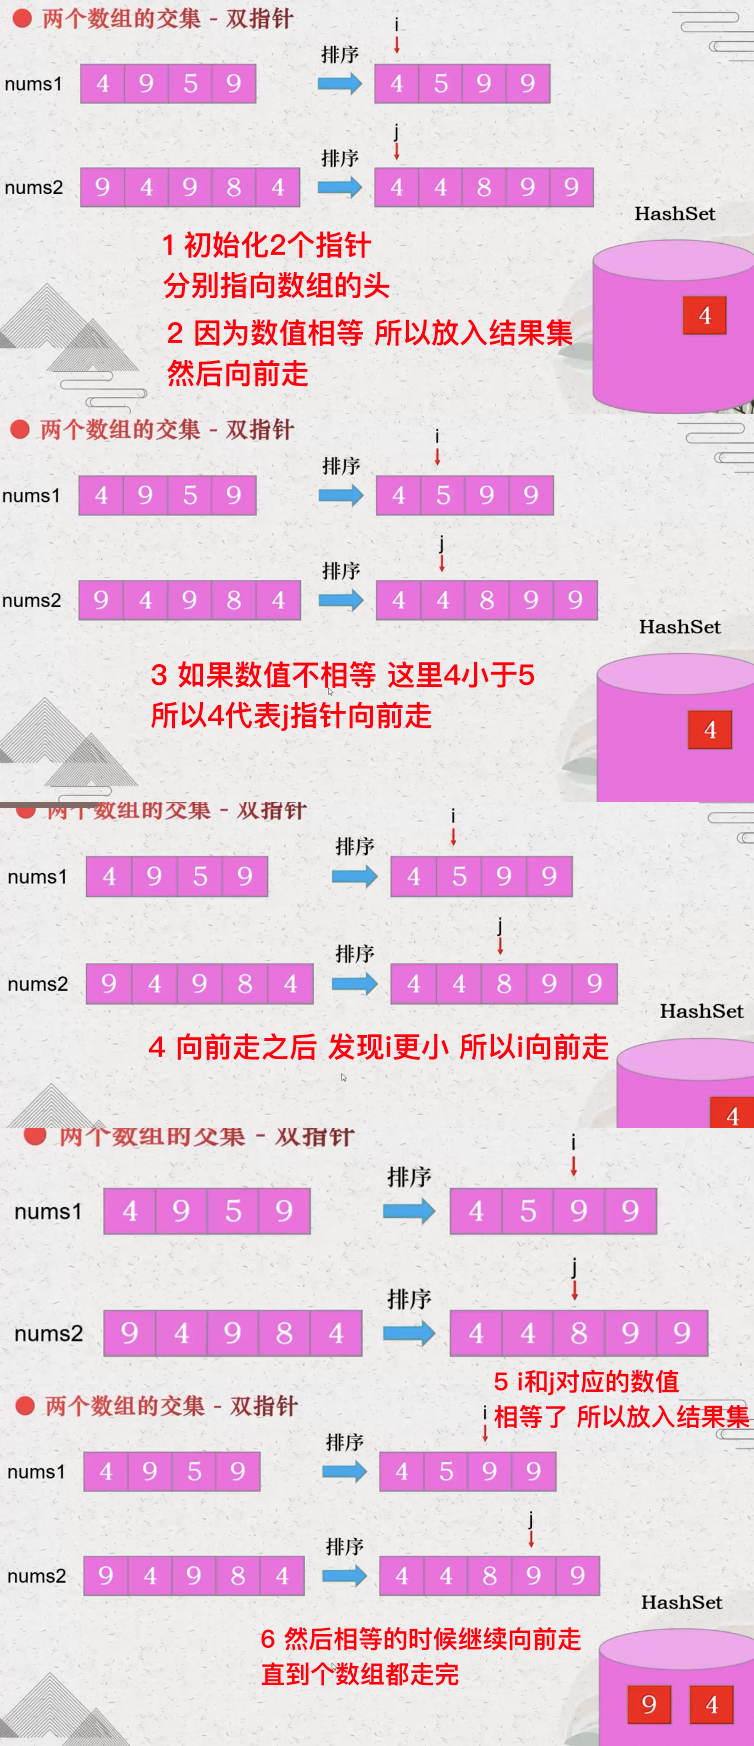 两个数组的交集 - 双指针
i
nums1 4 9 5 9 排序 4 5 9 9
j
nums2 9 4 9 8 4 排序 4 4 8 9 9
HashSet
4
1 初始化2个指针
分别指向数组的头
2 因为数值相等 所以放入结果集
然后向前走
两个数组的交集 - 双指针
i
nums1 4 9 5 9 排序 4 5 9 9
j
nums2 9 4 9 8 4 排序 4 4 8 9 9
HashSet
4
3 如果数值不相等 这里4小于5
所以4代表j指针向前走
两个数组的交集 - 双指针
i
nums1 4 9 5 9 排序 4 5 9 9
j
nums2 9 4 9 8 4 排序 4 4 8 9 9
HashSet
4
4 向前走之后 发现i更小 所以i向前走
两个数组的交集 - 双指针
i
nums1 4 9 5 9 排序 4 5 9 9
j
nums2 9 4 9 8 4 排序 4 4 8 9 9
5 i和j对应的数值
相等了 所以放入结果集
两个数组的交集 - 双指针
i
nums1 4 9 5 9 排序 4 5 9 9
j
nums2 9 4 9 8 4 排序 4 4 8 9 9
HashSet
9 4
6 然后相等的时候继续向前走
直到个数组都走完